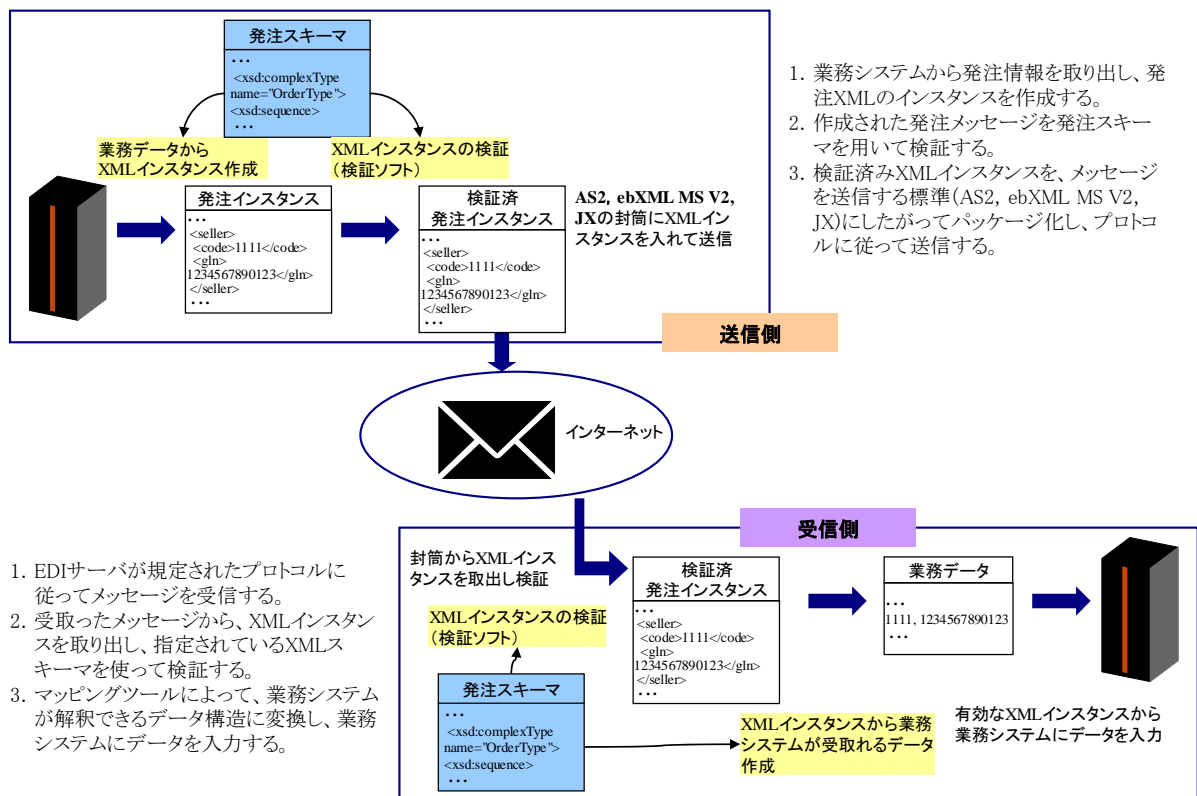 発注スキーマ
・・・
<xsd:complexType
name="OrderType">
<xsd:sequence>
・・・
業務データから
XMLインスタンス作成
XMLインスタンスの検証
(検証ソフト)
発注インスタンス
・・・
<seller>
<code>1111</code>
<gln>
1234567890123</gln>
</seller>
・・・
検証済
発注インスタンス
・・・
<seller>
<code>1111</code>
<gln>
1234567890123</gln>
</seller>
・・・
AS2, ebXML MS V2,
JXの封筒にXMLイン
スタンスを入れて送信
送信側
1. 業務システムから発注情報を取り出し、発
注XMLのインスタンスを作成する。
2. 作成された発注メッセージを発注スキー
マを用いて検証する。
3. 検証済みXMLインスタンスを、メッセージ
を送信する標準(AS2, ebXML MS V2,
JX)にしたがってパッケージ化し、プロトコ
ルに従って送信する。
インターネット
受信側
1. EDIサーバが規定されたプロトコルに
従ってメッセージを受信する。
2. 受取ったメッセージから、XMLインスタン
スを取り出し、指定されているXMLス
キーマを使って検証する。
3. マッピングツールによって、業務システム
が解釈できるデータ構造に変換し、業務
システムにデータを入力する。
封筒からXMLインス
タンスを取出し検証
XMLインスタンスの検証
(検証ソフト)
発注スキーマ
・・・
<xsd:complexType
name="OrderType">
<xsd:sequence>
・・・
検証済
発注インスタンス
・・・
<seller>
<code>1111</code>
<gln>
1234567890123</gln>
</seller>
・・・
業務データ
・・・
1111, 1234567890123
・・・
XMLインスタンスから業務
システムが受取れるデータ
作成
有効なXMLインスタンスから
業務システムにデータを入力